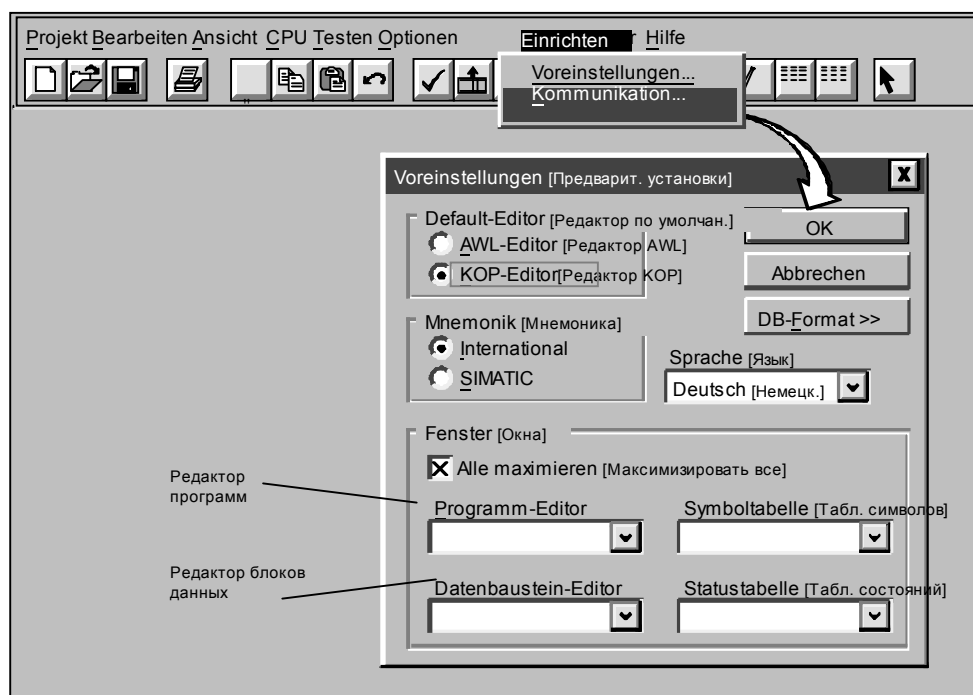 Projekt Bearbeiten Ansicht CPU Testen Optionen Einrichten r Hilfe
Voreinstellungen...
Kommunikation...
Voreinstellungen [Предварит. установки]
Default-Editor [Редактор по умолчан.]
AWL-Editor [Редактор AWL]
KOP-Editor[Редактор KOP]
OK
Abbrechen
DB-Format >>
Mnemonik [Мнемоника]
International
SIMATIC
Sprache [Язык]
Deutsch [Немецк.]
Fenster [Окна]
Alle maximieren [Максимизировать все]
Редактор
программ
Programm-Editor
Symboltabelle [Табл. символов]
Редактор блоков
данных
Datenbaustein-Editor
Statustabelle [Табл. состояний]